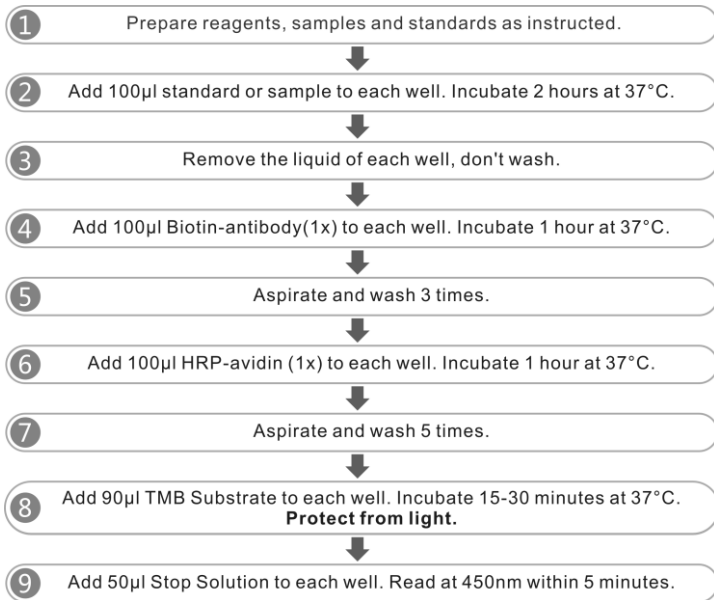 1 Prepare reagents, samples and standards as instructed.
2 Add 100μl standard or sample to each well. Incubate 2 hours at 37°C.
3 Remove the liquid of each well, don't wash.
4 Add 100μl Biotin-antibody(1x) to each well. Incubate 1 hour at 37°C.
5 Aspirate and wash 3 times.
6 Add 100μl HRP-avidin (1x) to each well. Incubate 1 hour at 37°C.
7 Aspirate and wash 5 times.
8 Add 90μl TMB Substrate to each well. Incubate 15-30 minutes at 37°C.
Protect from light.
9 Add 50μl Stop Solution to each well. Read at 450nm within 5 minutes.